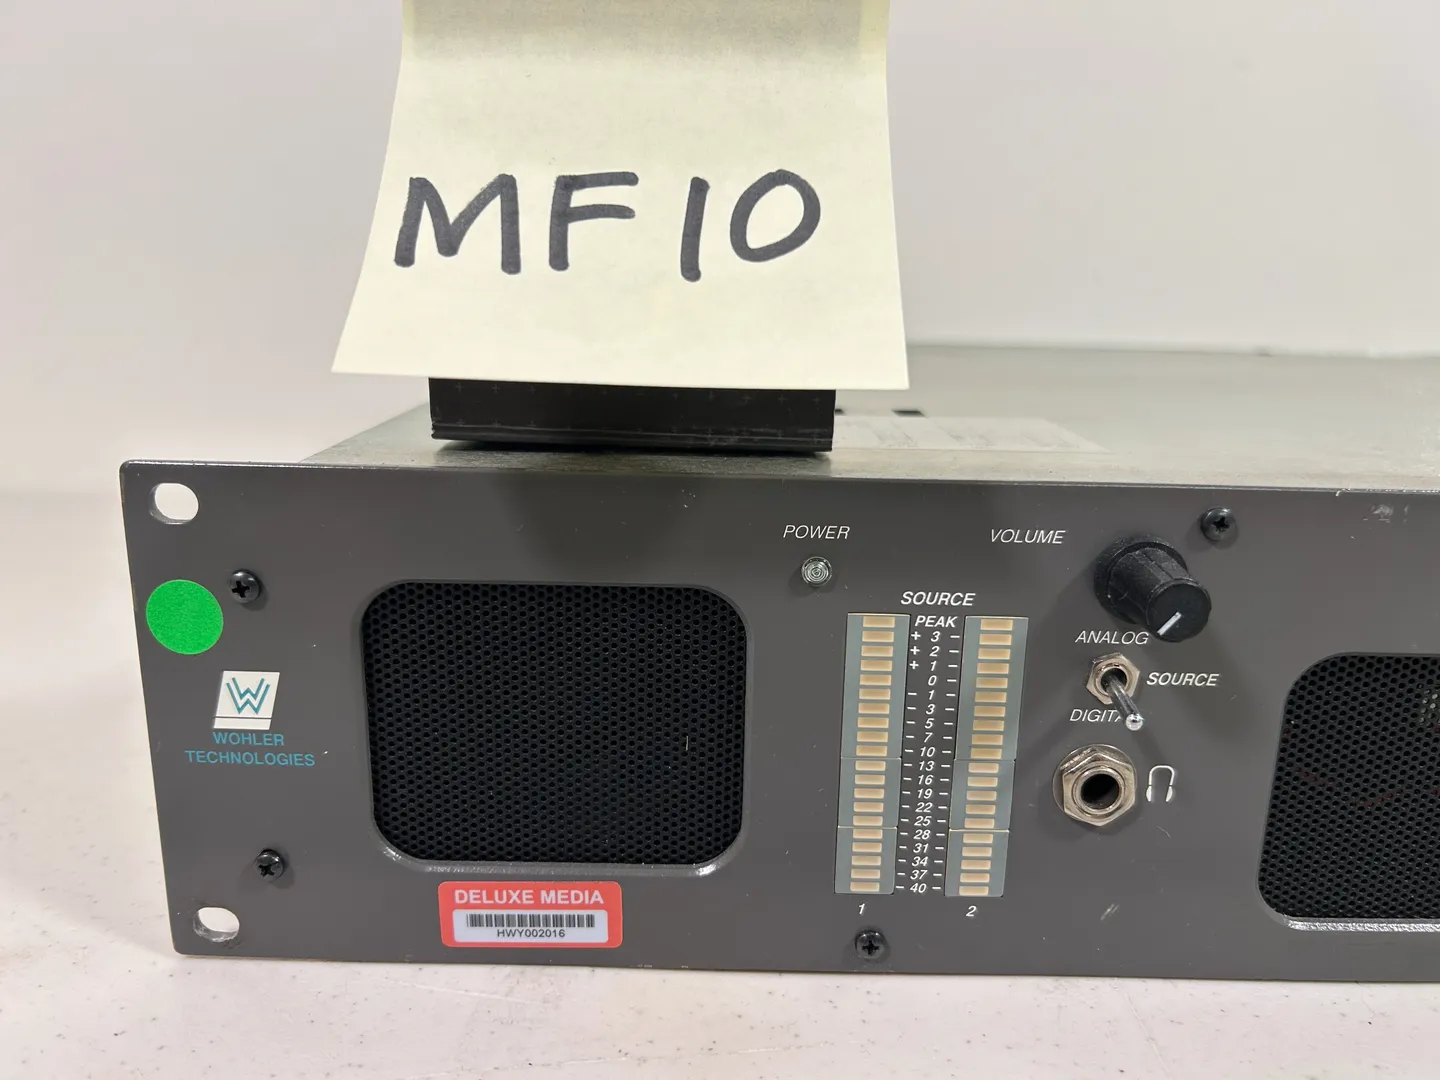 MF10
POWER
VOLUME
SOURCE
PEAK
+ 3 –
+ 2 –
+ 1 –
0
– 1 –
– 3 –
– 5 –
– 7 –
– 10 –
– 13 –
– 16 –
– 19 –
– 22 –
– 25 –
– 28 –
– 31 –
– 34 –
– 37 –
– 40 –
1
2
ANALOG
SOURCE
DIGITA
W
WOHLER
TECHNOLOGIES
DELUXE MEDIA
HWY002016